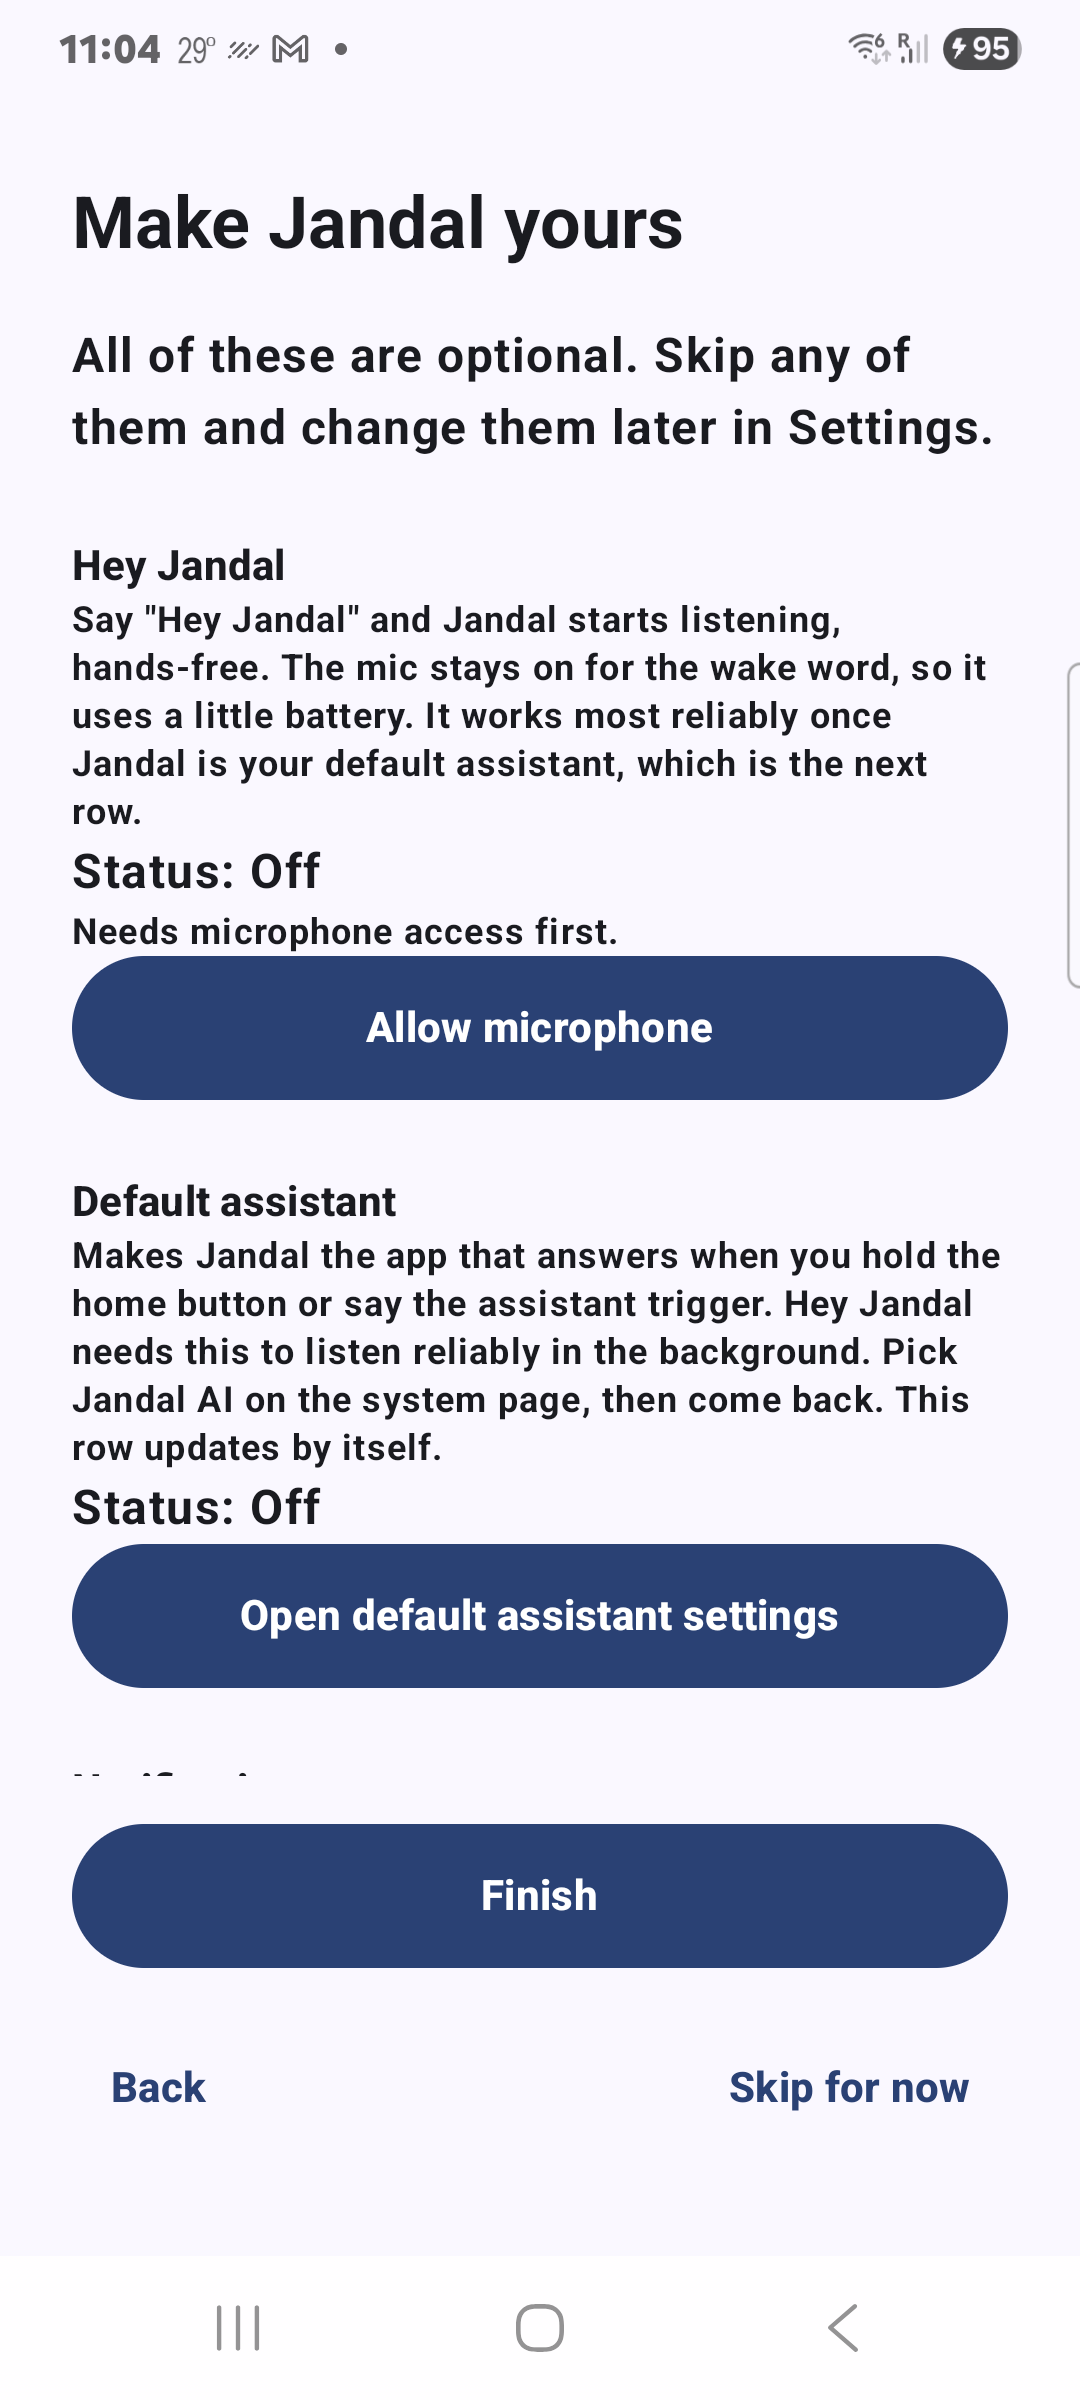 11:04 29°
6 R 95
Make Jandal yours
All of these are optional. Skip any of
them and change them later in Settings.
Hey Jandal
Say "Hey Jandal" and Jandal starts listening,
hands-free. The mic stays on for the wake word, so it
uses a little battery. It works most reliably once
Jandal is your default assistant, which is the next
row.
Status: Off
Needs microphone access first.
Allow microphone
Default assistant
Makes Jandal the app that answers when you hold the
home button or say the assistant trigger. Hey Jandal
needs this to listen reliably in the background. Pick
Jandal AI on the system page, then come back. This
row updates by itself.
Status: Off
Open default assistant settings
Finish
Back
Skip for now